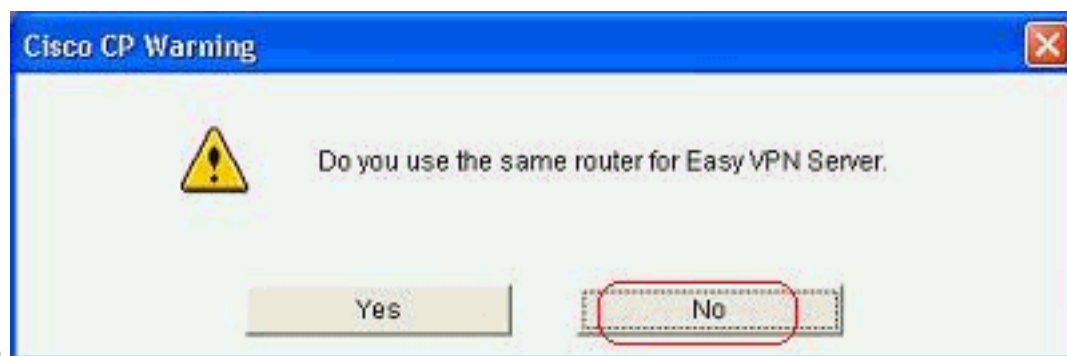 Cisco CP Warning
Do you use the same router for Easy VPN Server.
Yes
No